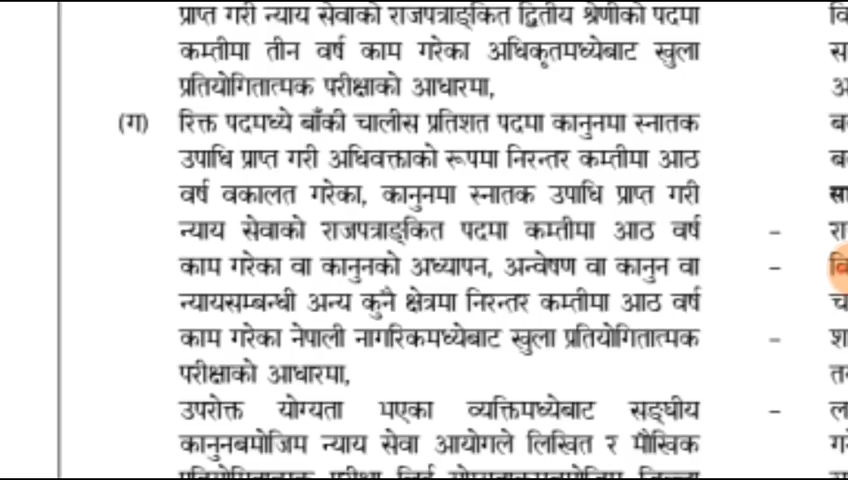 प्राप्त गरी न्याय सेवाको राजपत्राङ्कित द्वितीय श्रेणीको पदमा
कम्तीमा तीन वर्ष काम गरेका अधिकृतमध्येबाट खुला
प्रतियोगितात्मक परीक्षाको आधारमा,
(ग) रिक्त पदमध्ये बाँकी चालीस प्रतिशत पदमा कानुनमा स्नातक
उपाधि प्राप्त गरी अधिवक्ताको रूपमा निरन्तर कम्तीमा आठ
वर्ष वकालत गरेका, कानुनमा स्नातक उपाधि प्राप्त गरी
न्याय सेवाको राजपत्राङ्कित पदमा कम्तीमा आठ वर्ष -
काम गरेका वा कानुनको अध्यापन, अन्वेषण वा कानुन वा -
न्यायसम्बन्धी अन्य कुनै क्षेत्रमा निरन्तर कम्तीमा आठ वर्ष
काम गरेका नेपाली नागरिकमध्येबाट खुला प्रतियोगितात्मक -
परीक्षाको आधारमा,
उपरोक्त योग्यता भएका व्यक्तिमध्येबाट सङ्घीय -
कानुनबमोजिम न्याय सेवा आयोगले लिखित र मौखिक